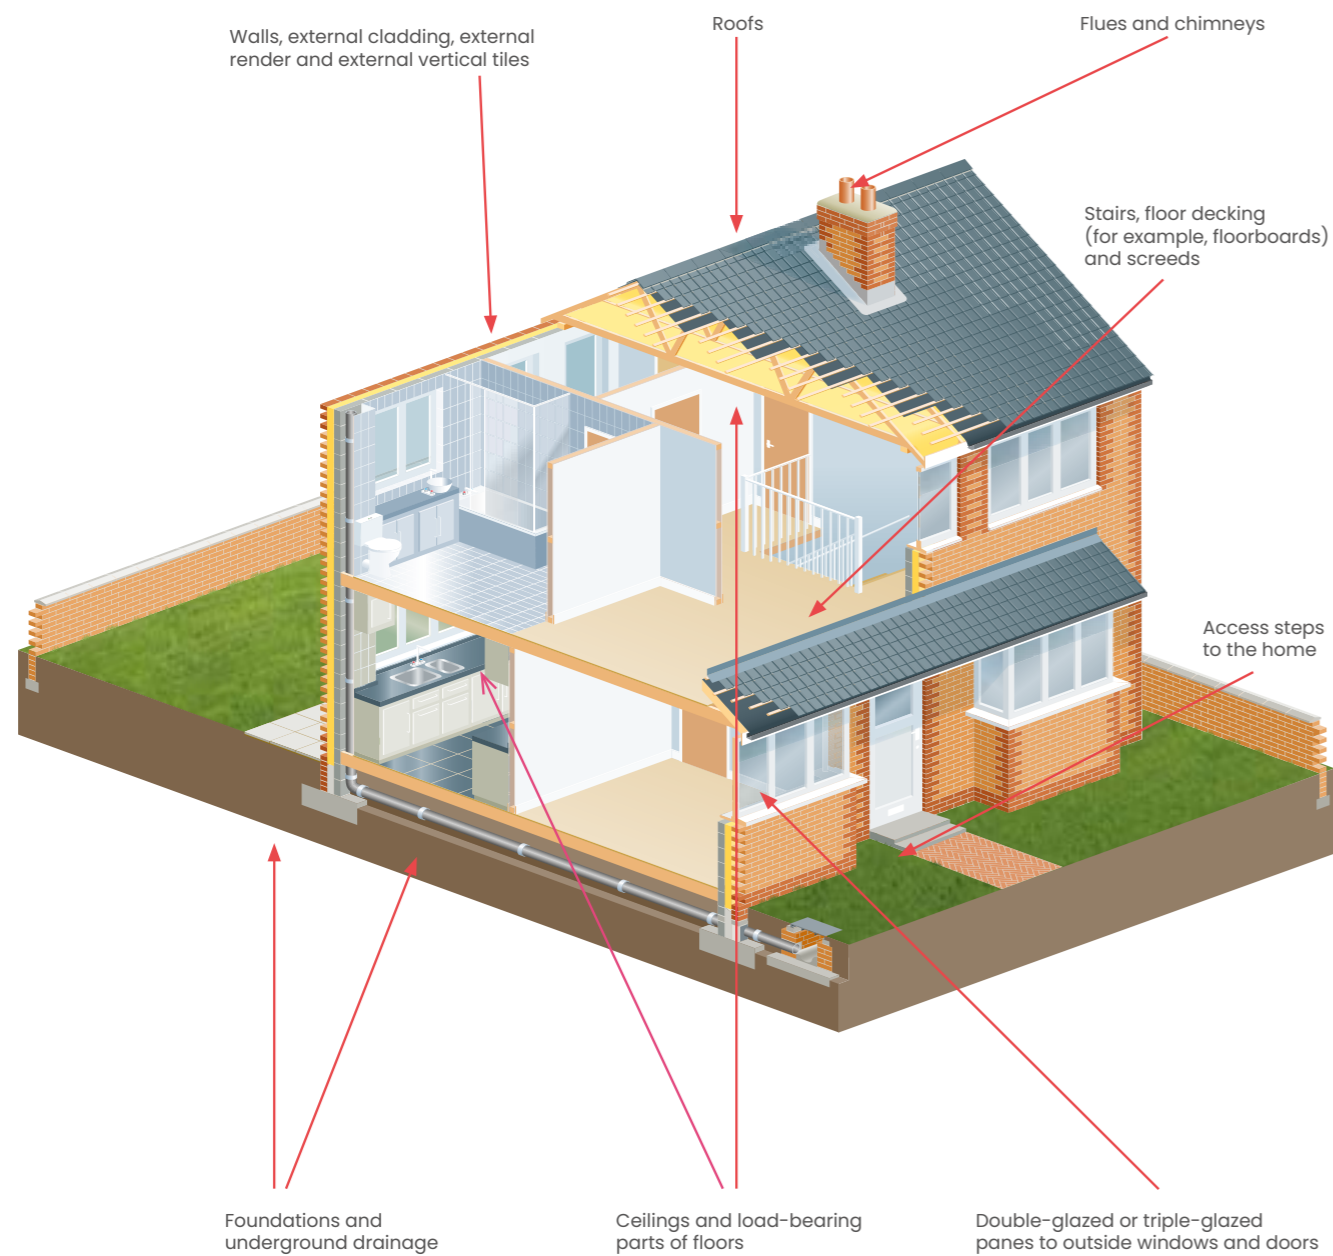 Walls, external cladding, external
render and external vertical tiles
Roofs
Flues and chimneys
Stairs, floor decking
(for example, floorboards)
and screeds
Access steps
to the home
Foundations and
underground drainage
Ceilings and load-bearing
parts of floors
Double-glazed or triple-glazed
panes to outside windows and doors